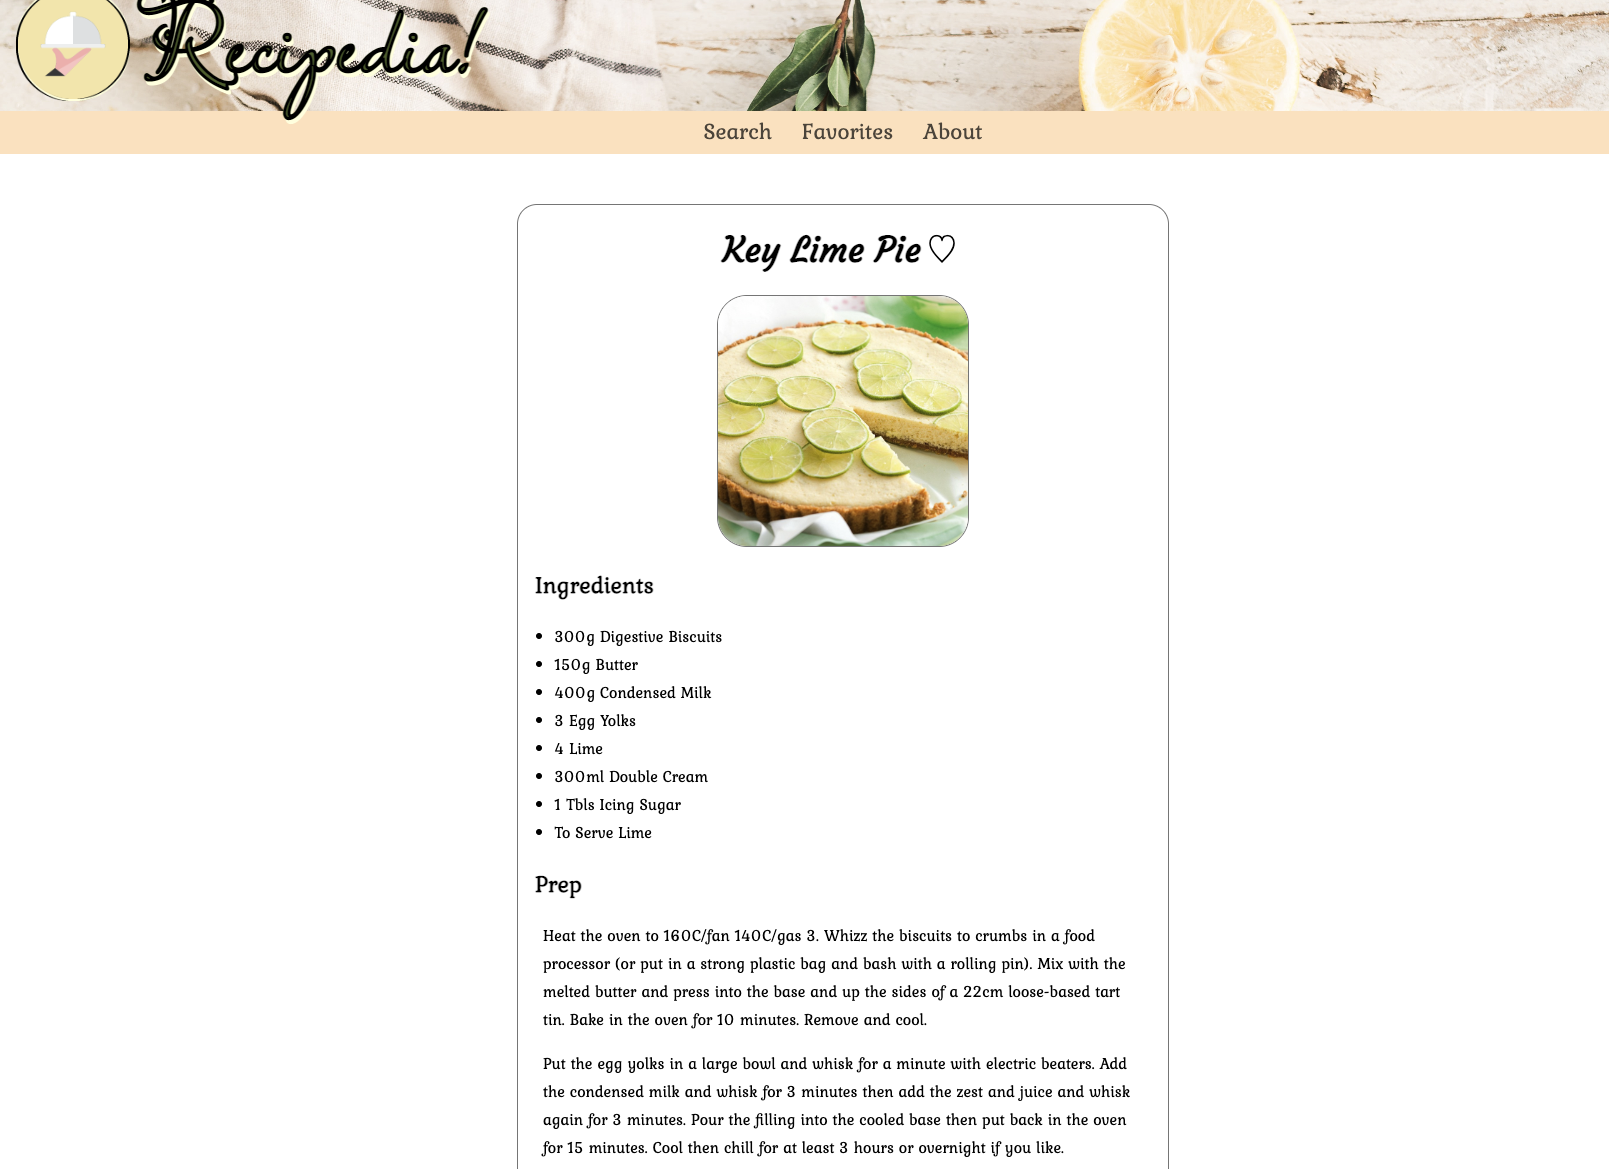 Recipedia!
Search Favorites About
Key Lime Pie
Ingredients
300g Digestive Biscuits
150g Butter
400g Condensed Milk
3 Egg Yolks
4 Lime
300ml Double Cream
1 Tbls Icing Sugar
To Serve Lime
Prep
Heat the oven to 160C/fan 140C/gas 3. Whizz the biscuits to crumbs in a food
processor (or put in a strong plastic bag and bash with a rolling pin). Mix with the
melted butter and press into the base and up the sides of a 22cm loose-based tart
tin. Bake in the oven for 10 minutes. Remove and cool.
Put the egg yolks in a large bowl and whisk for a minute with electric beaters. Add
the condensed milk and whisk for 3 minutes then add the zest and juice and whisk
again for 3 minutes. Pour the filling into the cooled base then put back in the oven
for 15 minutes. Cool then chill for at least 3 hours or overnight if you like.